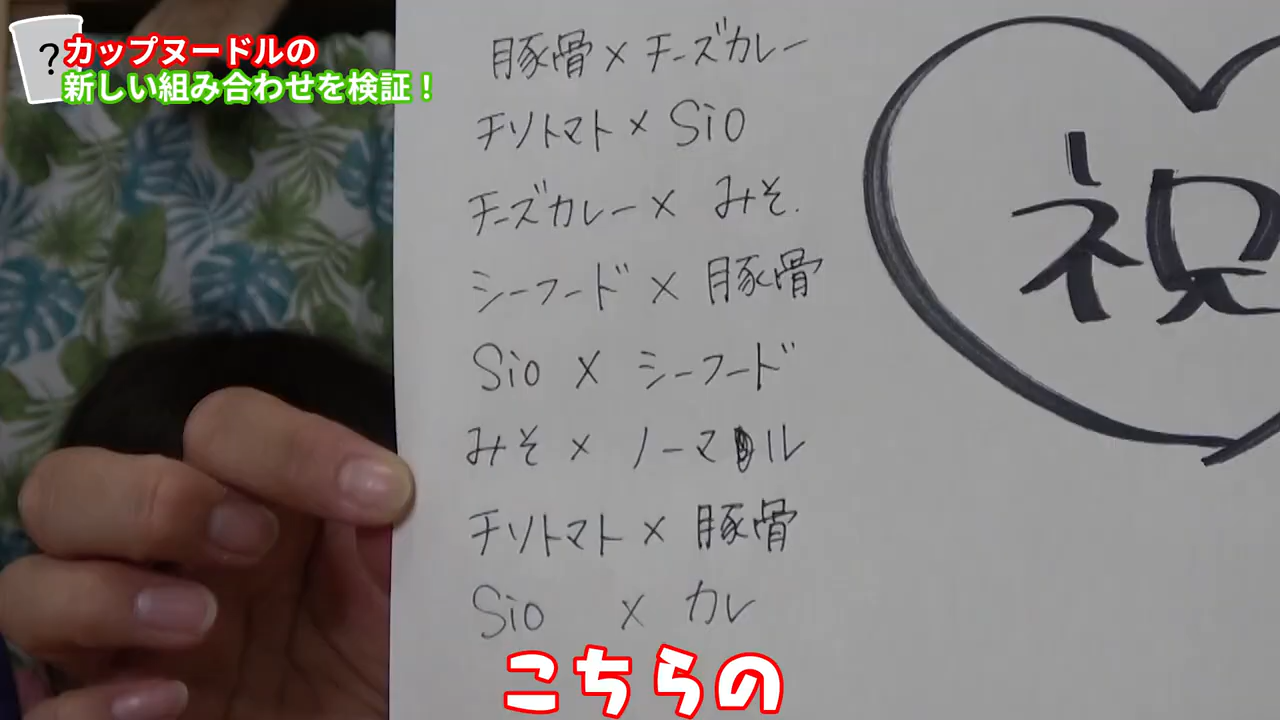 ?
カップヌードルの
新しい組み合わせを検証！
豚骨×チーズカレー
チリトマト×Sio
チーズカレー×みそ.
シーフード×豚骨
Sio×シーフード
みそ×ノーマル
チリトマト×豚骨
Sio×カレ
祝
こちらの